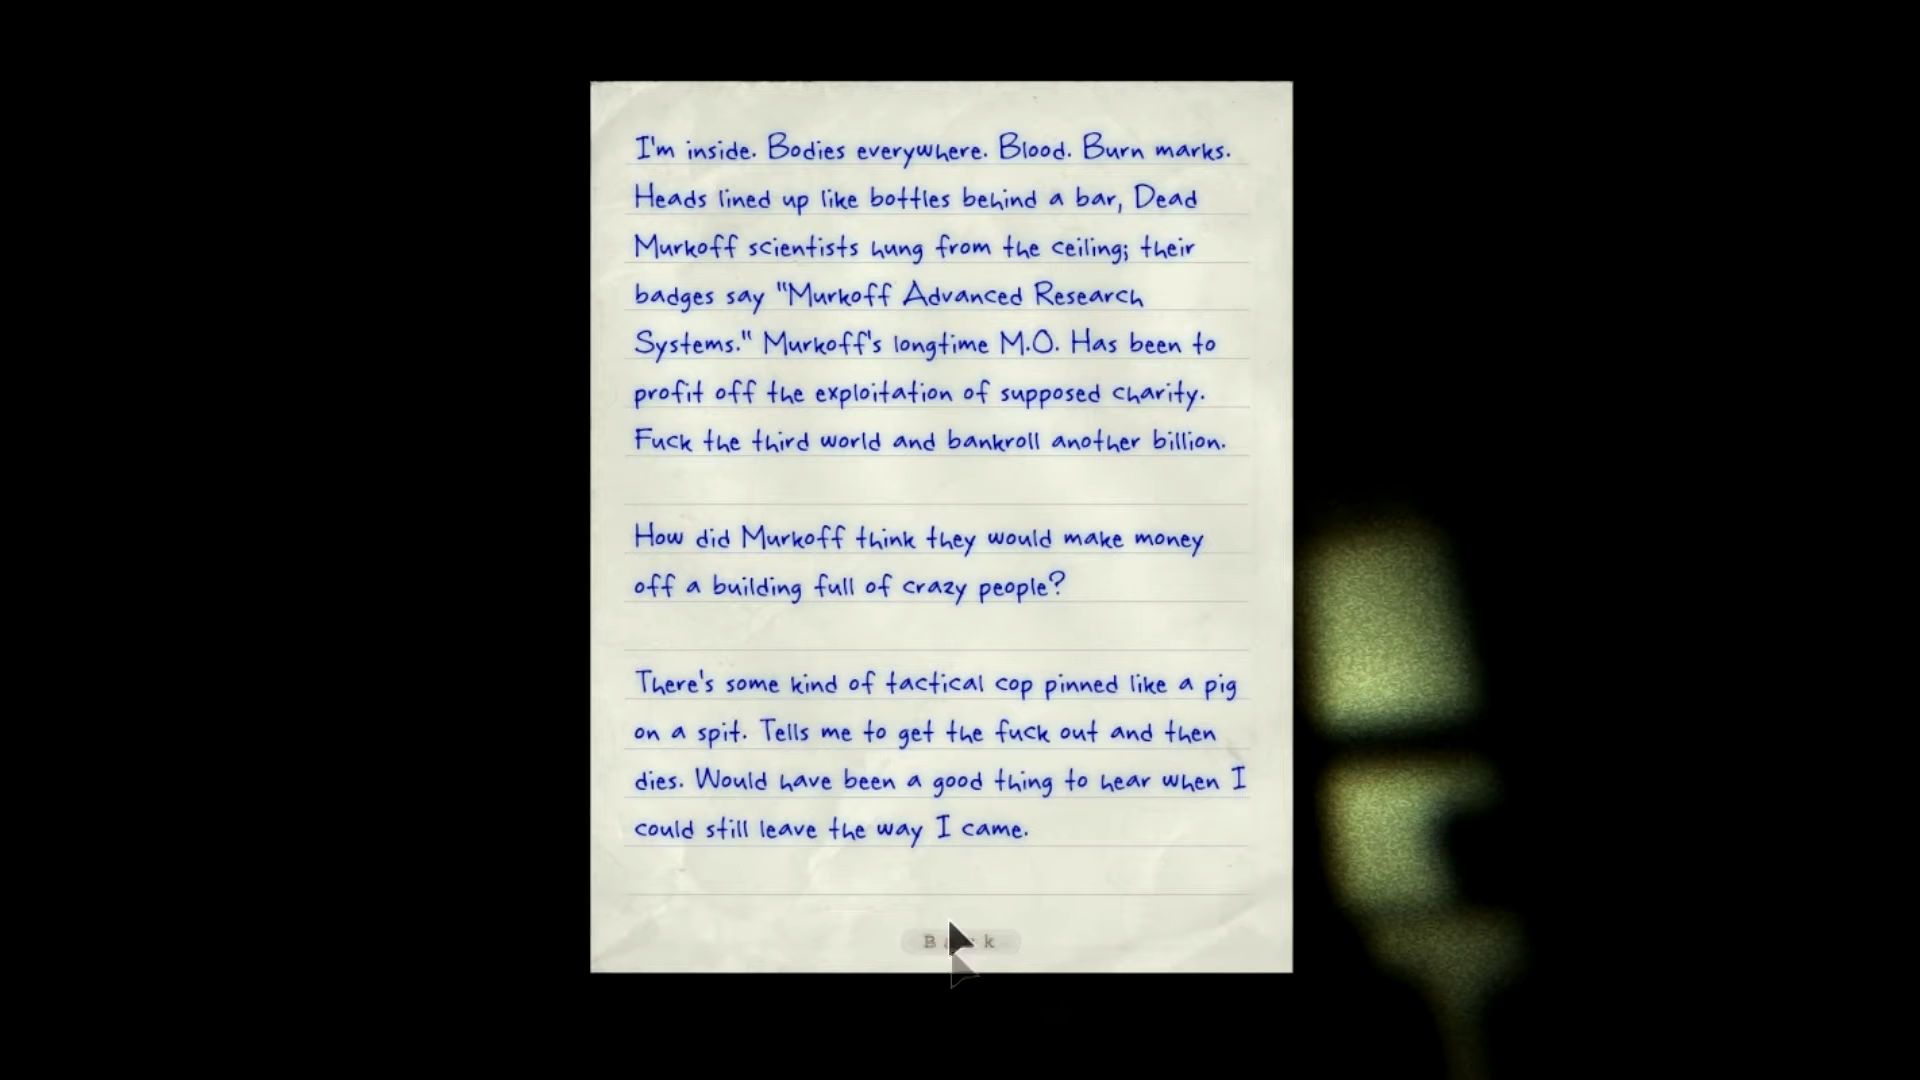 I'm inside. Bodies everywhere. Blood. Burn marks.
Heads lined up like bottles behind a bar, Dead
Murkoff scientists hung from the ceiling; their
badges say "Murkoff Advanced Research
Systems." Murkoff's longtime M.O. Has been to
profit off the exploitation of supposed charity.
Fuck the third world and bankroll another billion.
How did Murkoff think they would make money
off a building full of crazy people?
There's some kind of tactical cop pinned like a pig
on a spit. Tells me to get the fuck out and then
dies. Would have been a good thing to hear when I
could still leave the way I came.
Back